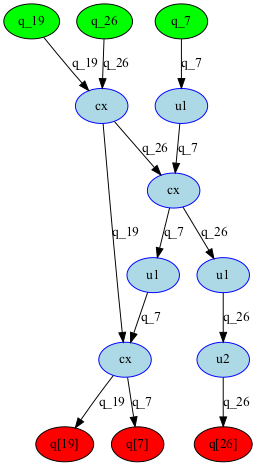 q_19 q_26 q_7
q_19 q_26 q_7
cx u1
q_26 q_7
cx
q_19 q_7 q_26
u1 u1
q_7 q_26
cx u2
q_19 q_7 q_26
q[19] q[7] q[26]